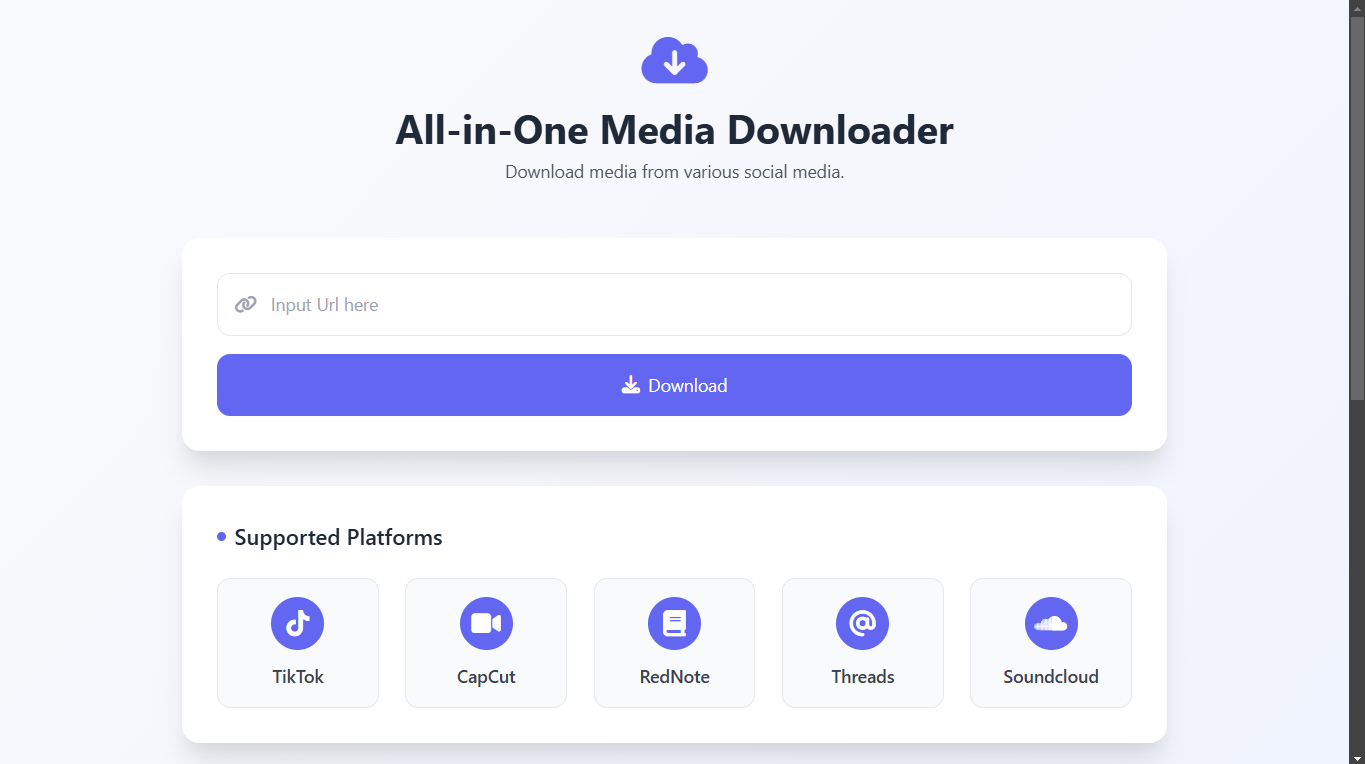 All-in-One Media Downloader
Download media from various social media.
Input Url here
Download
Supported Platforms
TikTok
CapCut
RedNote
Threads
Soundcloud